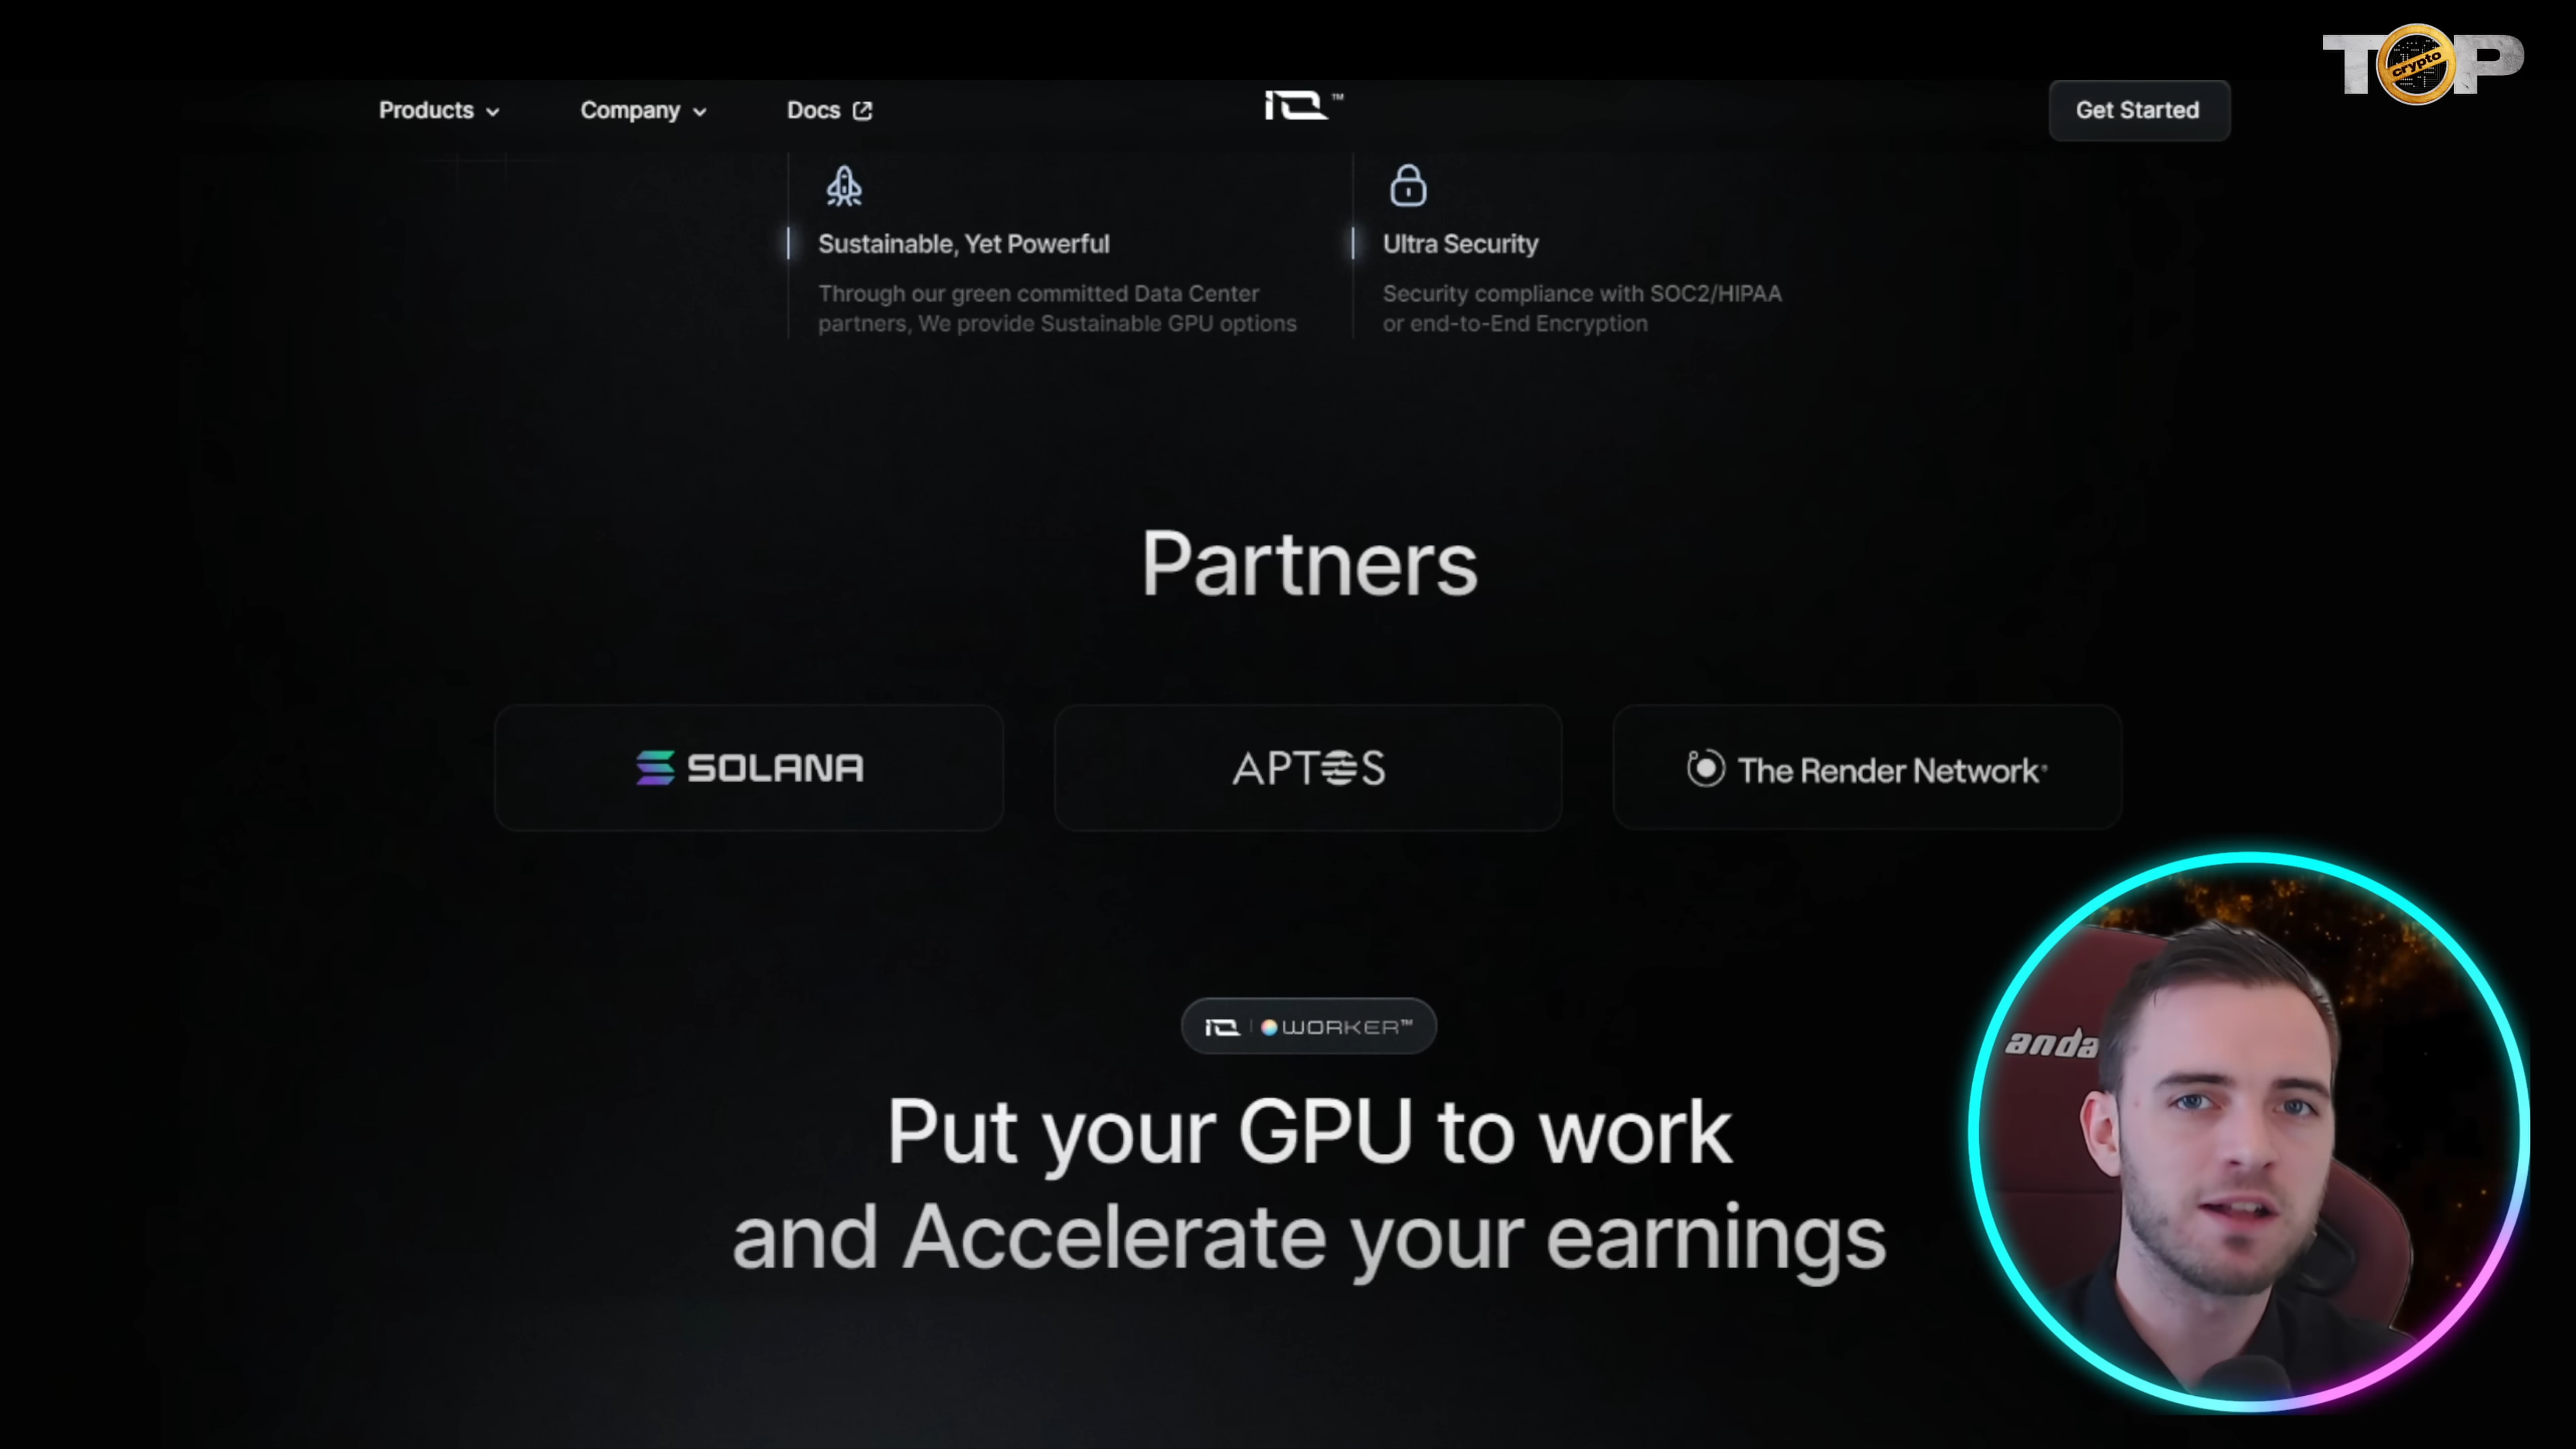 TOP
crypto
Products
Company
Docs
io™
Get Started
Sustainable, Yet Powerful
Through our green committed Data Center
partners, We provide Sustainable GPU options
Ultra Security
Security compliance with SOC2/HIPAA
or end-to-End Encryption
Partners
SOLANA
APTOS
The Render Network®
io | WORKER™
Put your GPU to work
and Accelerate your earnings
anda